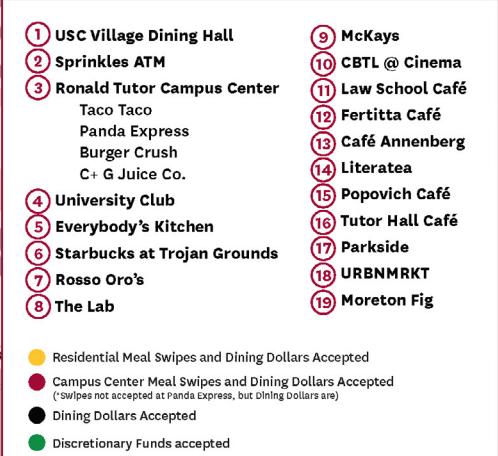 1 USC Village Dining Hall
2 Sprinkles ATM
3 Ronald Tutor Campus Center
Taco Taco
Panda Express
Burger Crush
C+ G Juice Co.
4 University Club
5 Everybody's Kitchen
6 Starbucks at Trojan Grounds
7 Rosso Oro's
8 The Lab
9 McKays
10 CBTL @ Cinema
11 Law School Café
12 Fertitta Café
13 Café Annenberg
14 Literatea
15 Popovich Café
16 Tutor Hall Café
17 Parkside
18 URBNMRKT
19 Moreton Fig
Residential Meal Swipes and Dining Dollars Accepted
Campus Center Meal Swipes and Dining Dollars Accepted
(*Swipes not accepted at Panda Express, but Dining Dollars are)
Dining Dollars Accepted
Discretionary Funds accepted